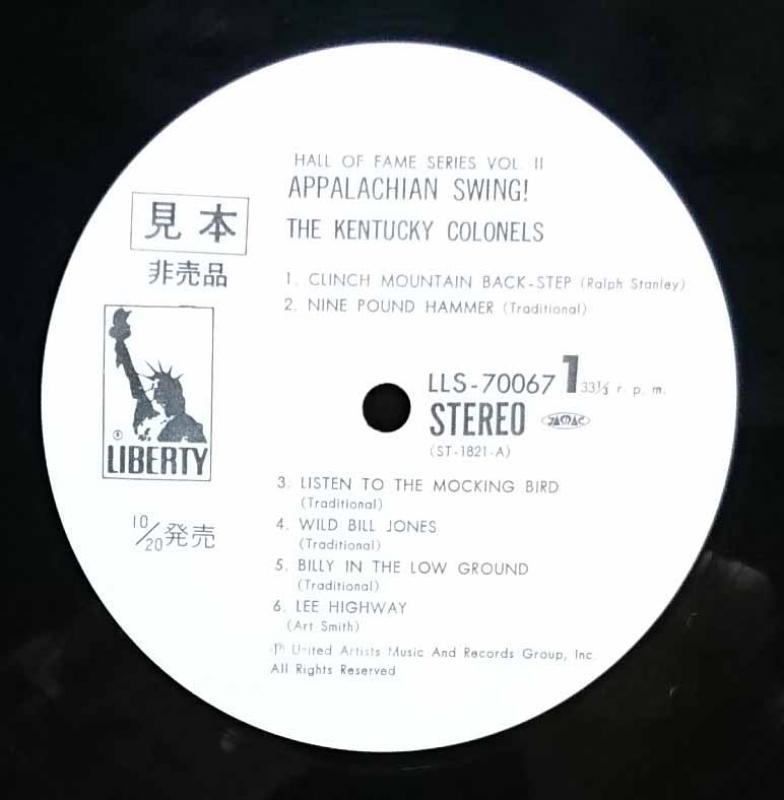 HALL OF FAME SERIES VOL. II
APPALACHIAN SWING!
THE KENTUCKY COLONELS
見本
非売品
1. CLINCH MOUNTAIN BACK-STEP (Ralph Stanley)
2. NINE POUND HAMMER (Traditional)
LLS-70067 1 33⅓ r. p. m.
STEREO
(ST-1821-A)
®
LIBERTY
10/20 発売
3. LISTEN TO THE MOCKING BIRD
(Traditional)
4. WILD BILL JONES
(Traditional)
5. BILLY IN THE LOW GROUND
(Traditional)
6. LEE HIGHWAY
(Art Smith)
℗ United Artists Music And Records Group, Inc.
All Rights Reserved